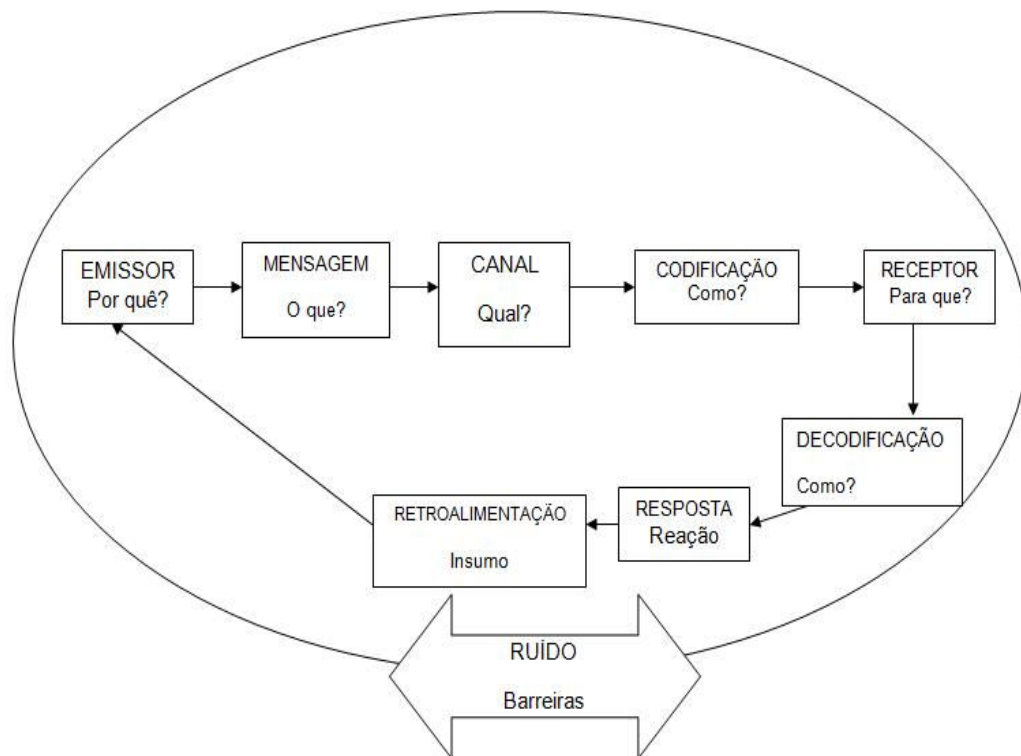 EMISSOR
Por quê?
MENSAGEM
O que?
CANAL
Qual?
CODIFICAÇÃO
Como?
RECEPTOR
Para que?
DECODIFICAÇÃO
Como?
RESPOSTA
Reação
RETROALIMENTAÇÃO
Insumo
RUÍDO
Barreiras